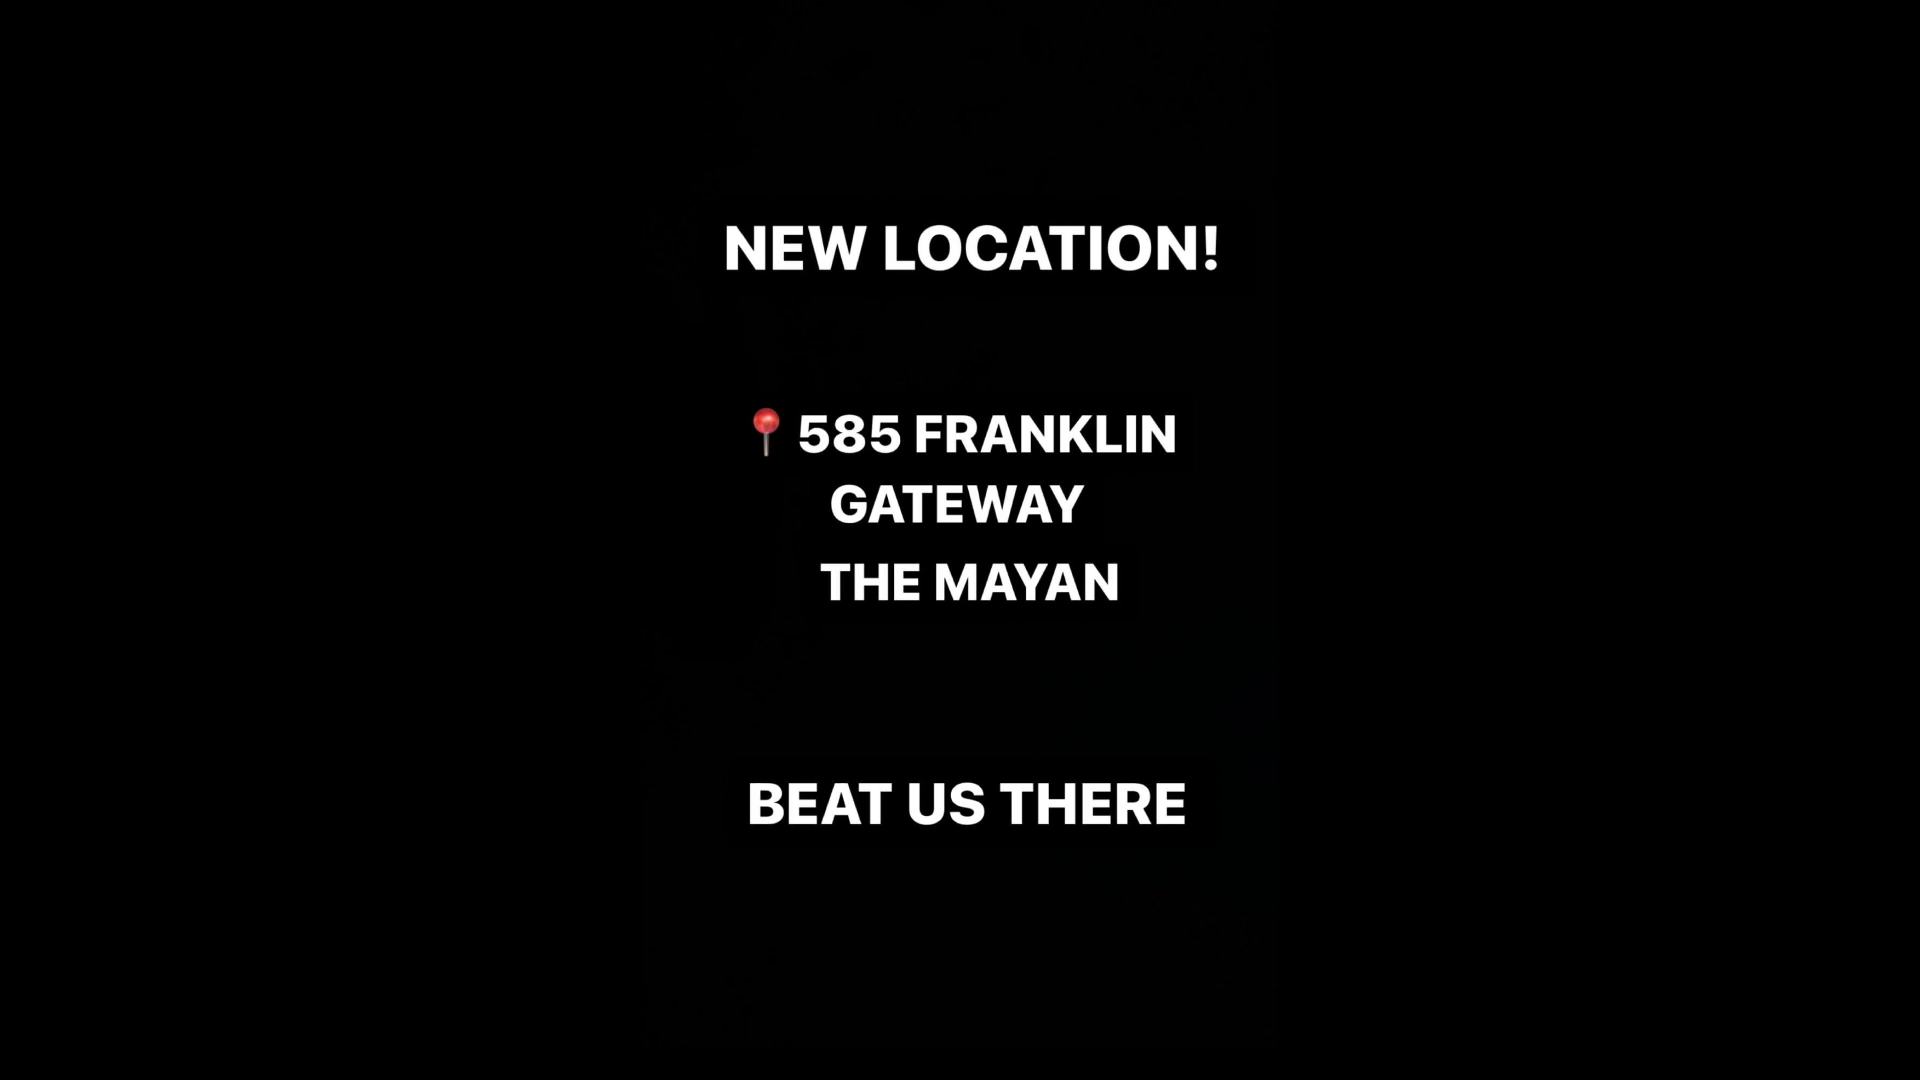 NEW LOCATION!
📍585 FRANKLIN
GATEWAY
THE MAYAN
BEAT US THERE